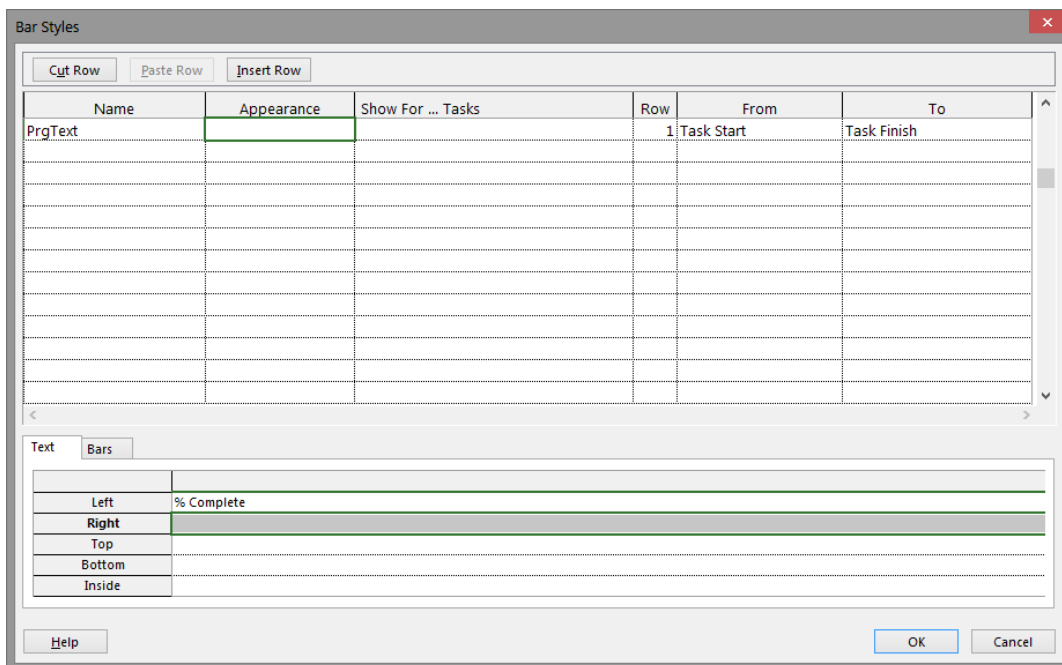 Bar Styles
Cut Row Paste Row Insert Row
Name Appearance Show For ... Tasks Row From To
PrgText 1 Task Start Task Finish
Text Bars
Left % Complete
Right
Top
Bottom
Inside
Help OK Cancel